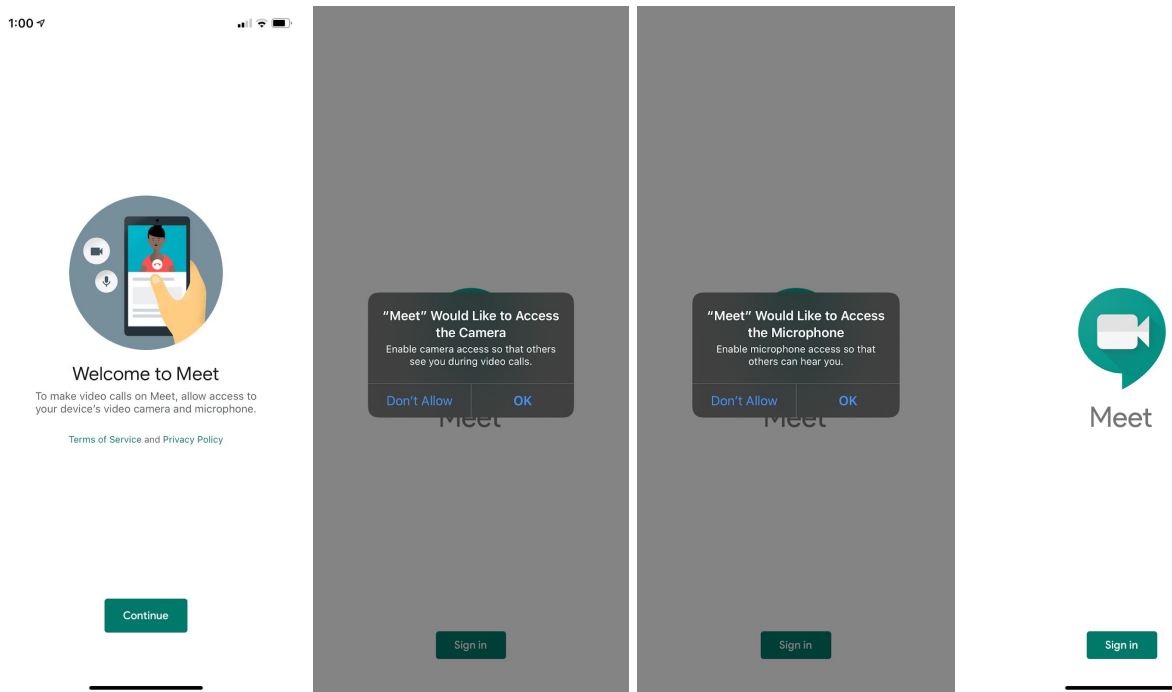 1:00
Welcome to Meet
To make video calls on Meet, allow access to
your device's video camera and microphone.
Terms of Service and Privacy Policy
Continue
"Meet" Would Like to Access
the Camera
Enable camera access so that others
see you during video calls.
Don't Allow OK
Meet
Sign in
"Meet" Would Like to Access
the Microphone
Enable microphone access so that
others can hear you.
Don't Allow OK
Meet
Sign in
Meet
Sign in